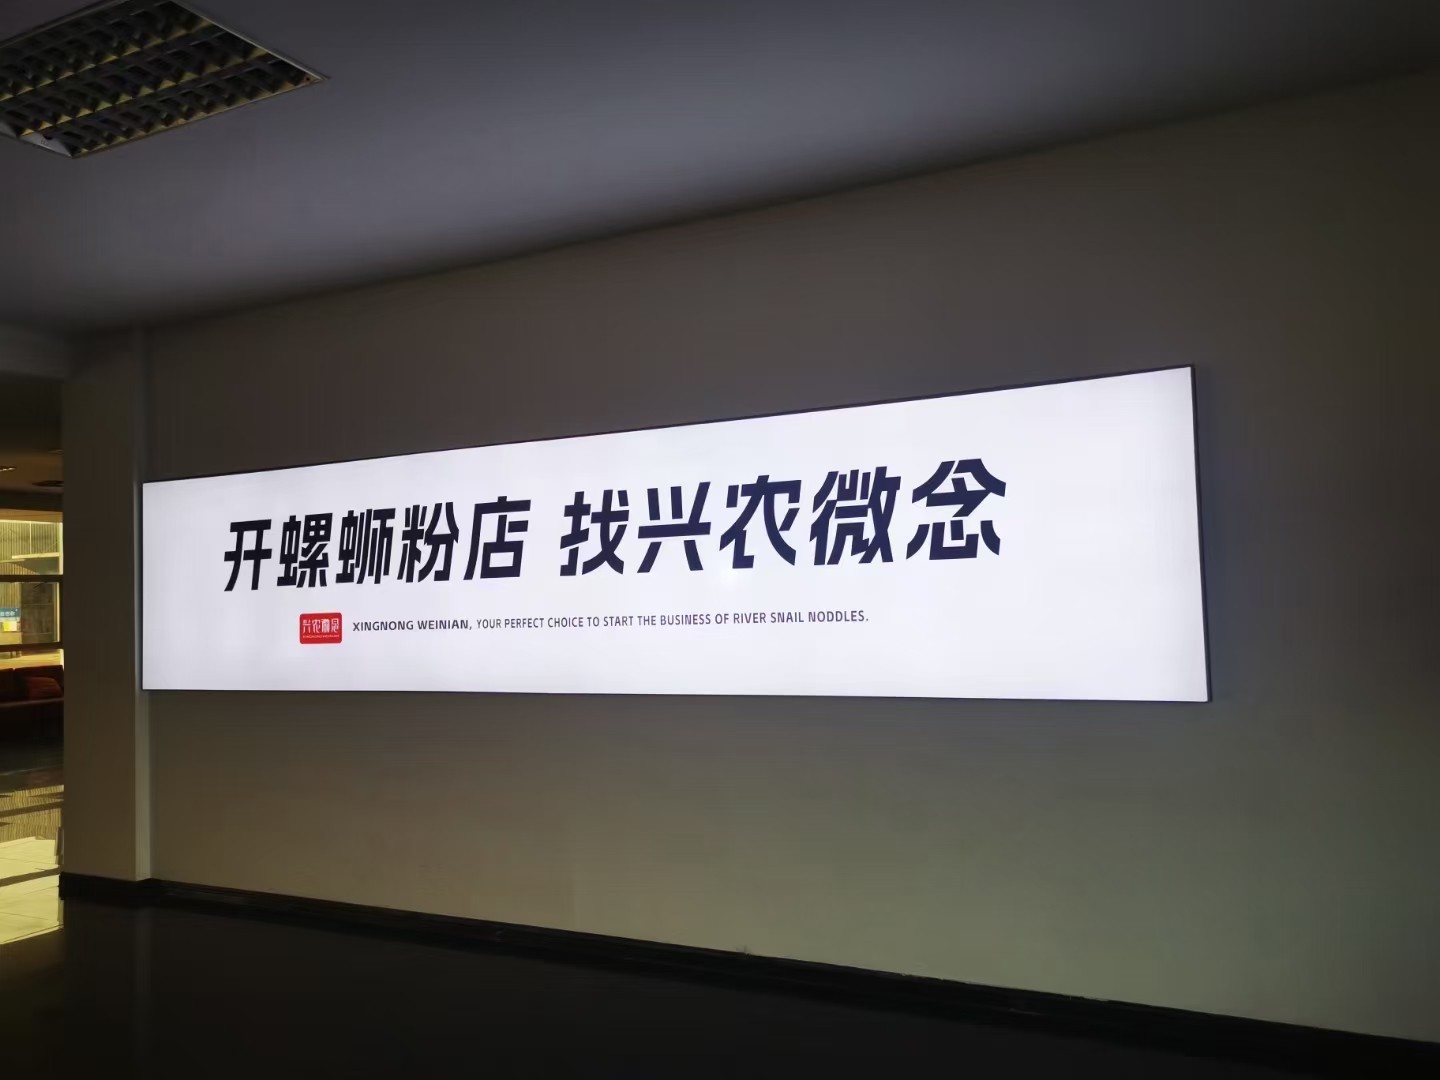 开螺蛳粉店 找兴农微念
兴农微念
XINGNONG WEINIAN, YOUR PERFECT CHOICE TO START THE BUSINESS OF RIVER SNAIL NODDLES.